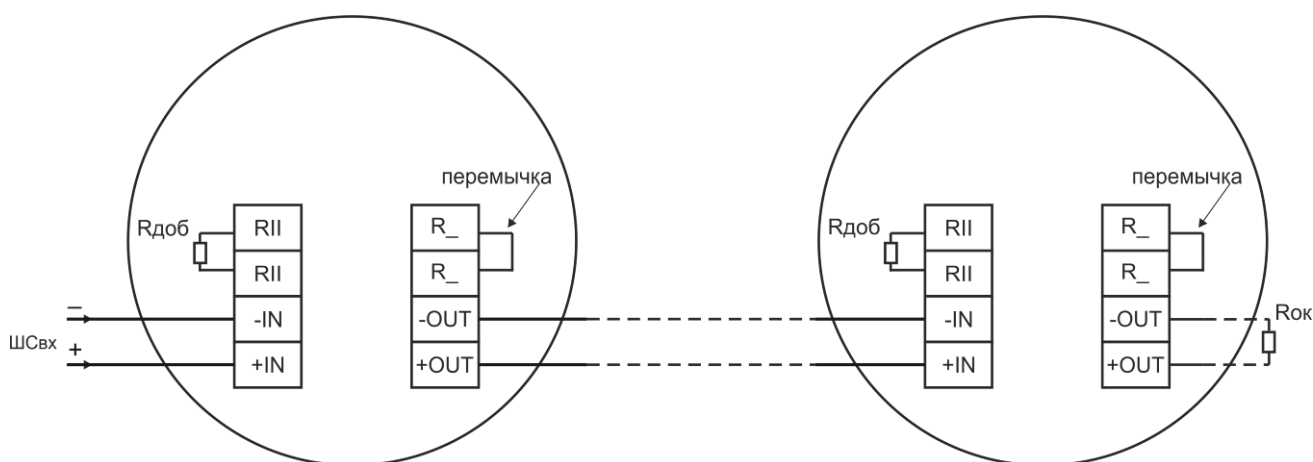 перемычка
Rдоб
RII
RII
-IN
+IN
R_
R_
-OUT
+OUT
–
ШСвх
+
перемычка
Rдоб
RII
RII
-IN
+IN
R_
R_
-OUT
+OUT
Rок